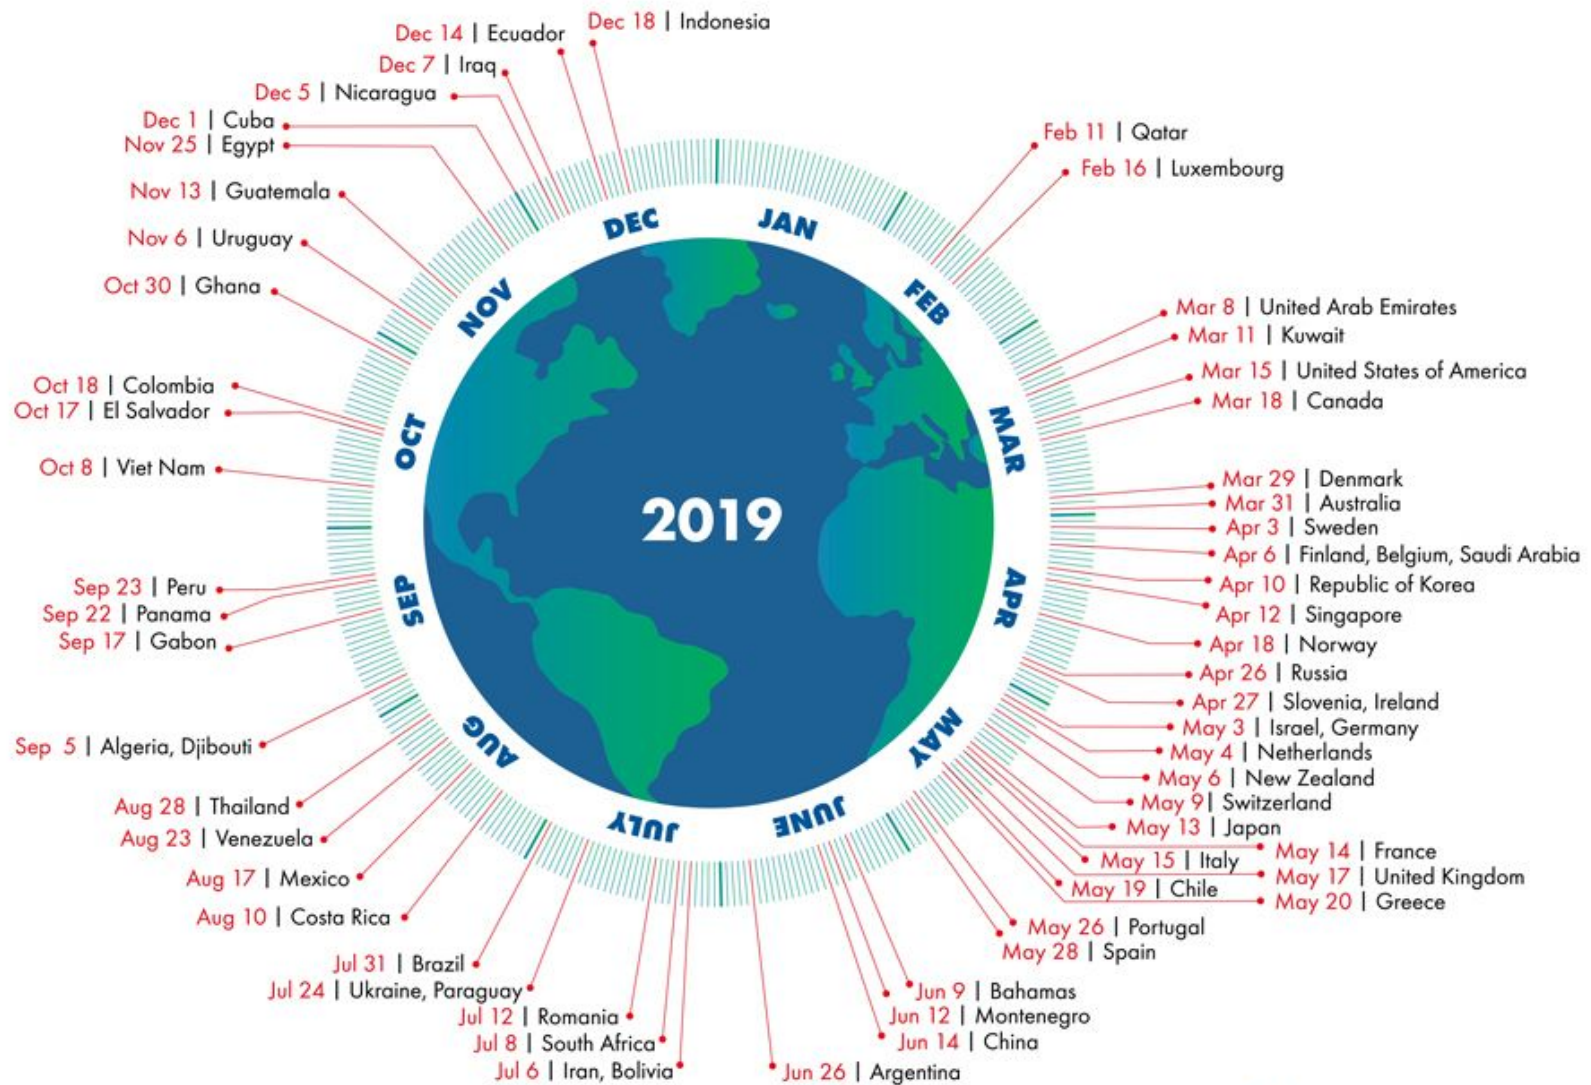 Dec 18 | Indonesia
Dec 14 | Ecuador
Dec 7 | Iraq
Dec 5 | Nicaragua
Dec 1 | Cuba
Nov 25 | Egypt
Nov 13 | Guatemala
Nov 6 | Uruguay
Oct 30 | Ghana
Oct 18 | Colombia
Oct 17 | El Salvador
Oct 8 | Viet Nam
Sep 23 | Peru
Sep 22 | Panama
Sep 17 | Gabon
Sep 5 | Algeria, Djibouti
Aug 28 | Thailand
Aug 23 | Venezuela
Aug 17 | Mexico
Aug 10 | Costa Rica
Jul 31 | Brazil
Jul 24 | Ukraine, Paraguay
Jul 12 | Romania
Jul 8 | South Africa
Jul 6 | Iran, Bolivia
JAN
FEB
MAR
APR
MAY
JUNE
JULY
AUG
SEP
OCT
NOV
DEC
2019
Feb 11 | Qatar
Feb 16 | Luxembourg
Mar 8 | United Arab Emirates
Mar 11 | Kuwait
Mar 15 | United States of America
Mar 18 | Canada
Mar 29 | Denmark
Mar 31 | Australia
Apr 3 | Sweden
Apr 6 | Finland, Belgium, Saudi Arabia
Apr 10 | Republic of Korea
Apr 12 | Singapore
Apr 18 | Norway
Apr 26 | Russia
Apr 27 | Slovenia, Ireland
May 3 | Israel, Germany
May 4 | Netherlands
May 6 | New Zealand
May 9 | Switzerland
May 13 | Japan
May 14 | France
May 15 | Italy
May 17 | United Kingdom
May 19 | Chile
May 20 | Greece
May 26 | Portugal
May 28 | Spain
Jun 9 | Bahamas
Jun 12 | Montenegro
Jun 14 | China
Jun 26 | Argentina